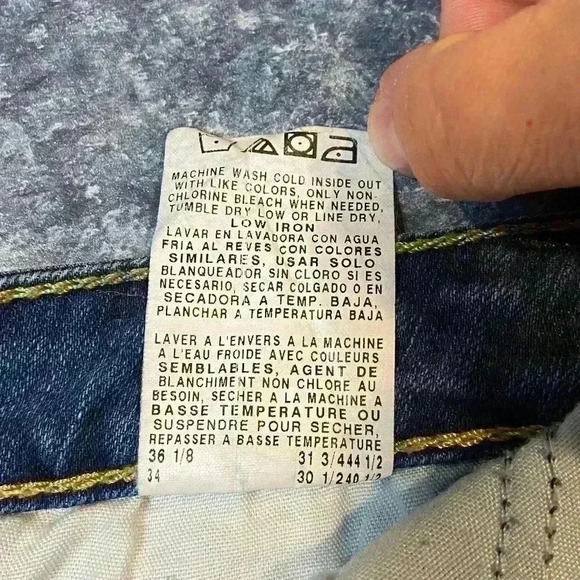 MACHINE WASH COLD INSIDE OUT
WITH LIKE COLORS, ONLY NON-
CHLORINE BLEACH WHEN NEEDED,
TUMBLE DRY LOW OR LINE DRY,
LOW IRON
LAVAR EN LAVADORA CON AGUA
FRIA AL REVES CON COLORES
SIMILARES, USAR SOLO
BLANQUEADOR SIN CLORO SI ES
NECESARIO, SECAR COLGADO O EN
SECADORA A TEMP. BAJA,
PLANCHAR A TEMPERATURA BAJA
LAVER A L'ENVERS A LA MACHINE
A L'EAU FROIDE AVEC COULEURS
SEMBLABLES, AGENT DE
BLANCHIMENT NON CHLORE AU
BESOIN, SECHER A LA MACHINE A
BASSE TEMPERATURE OU
SUSPENDRE POUR SECHER,
REPASSER A BASSE TEMPERATURE
36 1/8 31 3/444 1/2
34 30 1/240 1/2